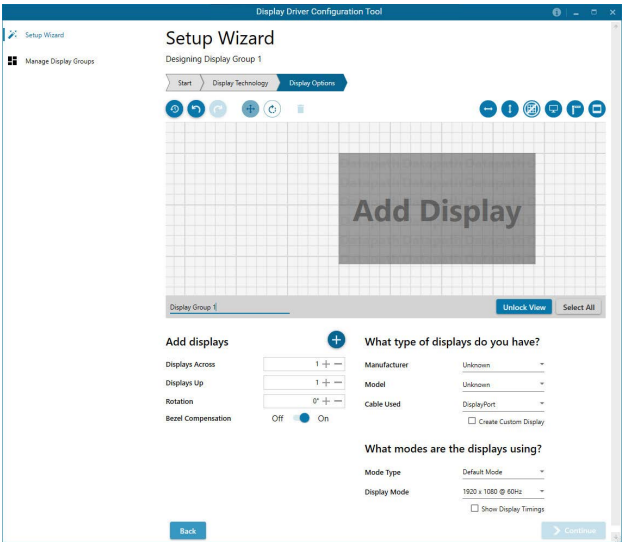 Display Driver Configuration Tool
Setup Wizard
Manage Display Groups
Setup Wizard
Designing Display Group 1
Start
Display Technology
Display Options
Add Display
Display Group 1
Unlock View
Select All
Add displays
Displays Across
1
Displays Up
1
Rotation
0°
Bezel Compensation
Off
On
What type of displays do you have?
Manufacturer
Unknown
Model
Unknown
Cable Used
DisplayPort
Create Custom Display
What modes are the displays using?
Mode Type
Default Mode
Display Mode
1920 x 1080 @ 60Hz
Show Display Timings
Back
Continue